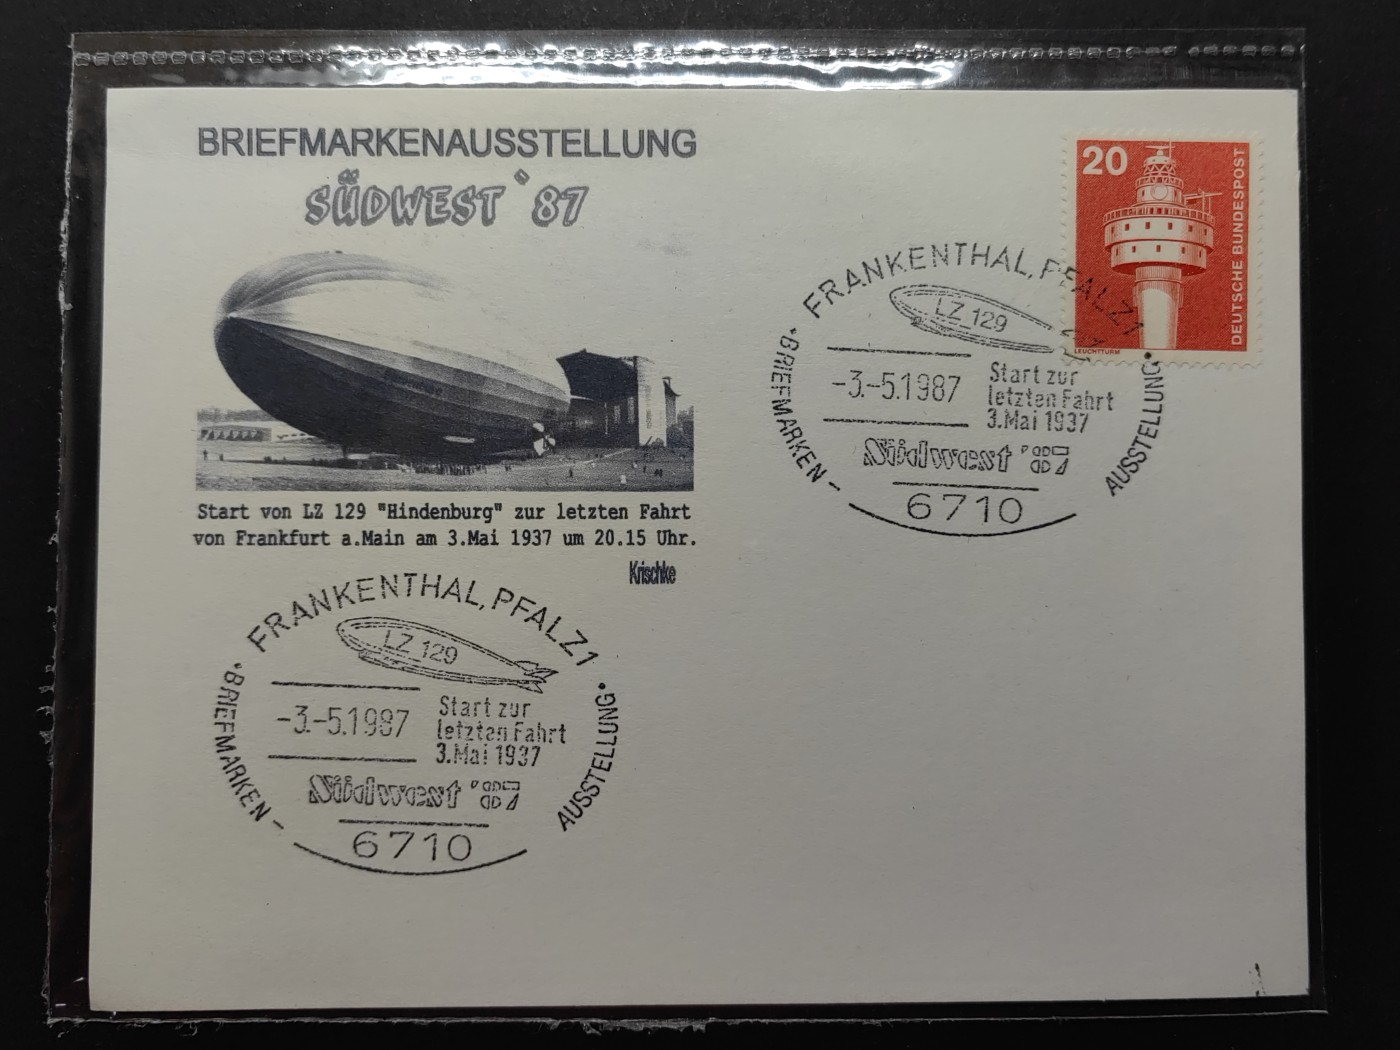 BRIEFMARKENAUSSTELLUNG
SÜDWEST '87
Start von LZ 129 "Hindenburg" zur letzten Fahrt
von Frankfurt a.Main am 3.Mai 1937 um 20.15 Uhr.
Krischke
20
DEUTSCHE BUNDESPOST
LEUCHTTURM
FRANKENTHAL, PFALZ 1
LZ 129
-3.-5.1987
Start zur
letzten Fahrt
3.Mai 1937
Südwest '87
6710
BRIEFMARKEN-
AUSSTELLUNG
FRANKENTHAL, PFALZ 1
LZ 129
-3.-5.1987
Start zur
letzten Fahrt
3.Mai 1937
Südwest '87
6710
BRIEFMARKEN-
AUSSTELLUNG